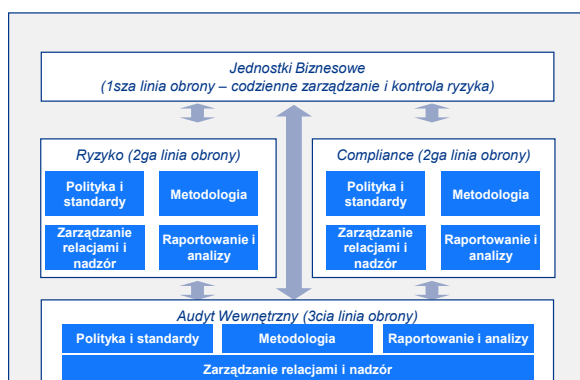 Jednostki Biznesowe
(1sza linia obrony – codzienne zarządzanie i kontrola ryzyka)
Ryzyko (2ga linia obrony)
Polityka i
standardy
Metodologia
Zarządzanie
relacjami i
nadzór
Raportowanie i
analizy
Compliance (2ga linia obrony)
Polityka i
standardy
Metodologia
Zarządzanie
relacjami i
nadzór
Raportowanie i
analizy
Audyt Wewnętrzny (3cia linia obrony)
Polityka i standardy
Metodologia
Raportowanie i analizy
Zarządzanie relacjami i nadzór